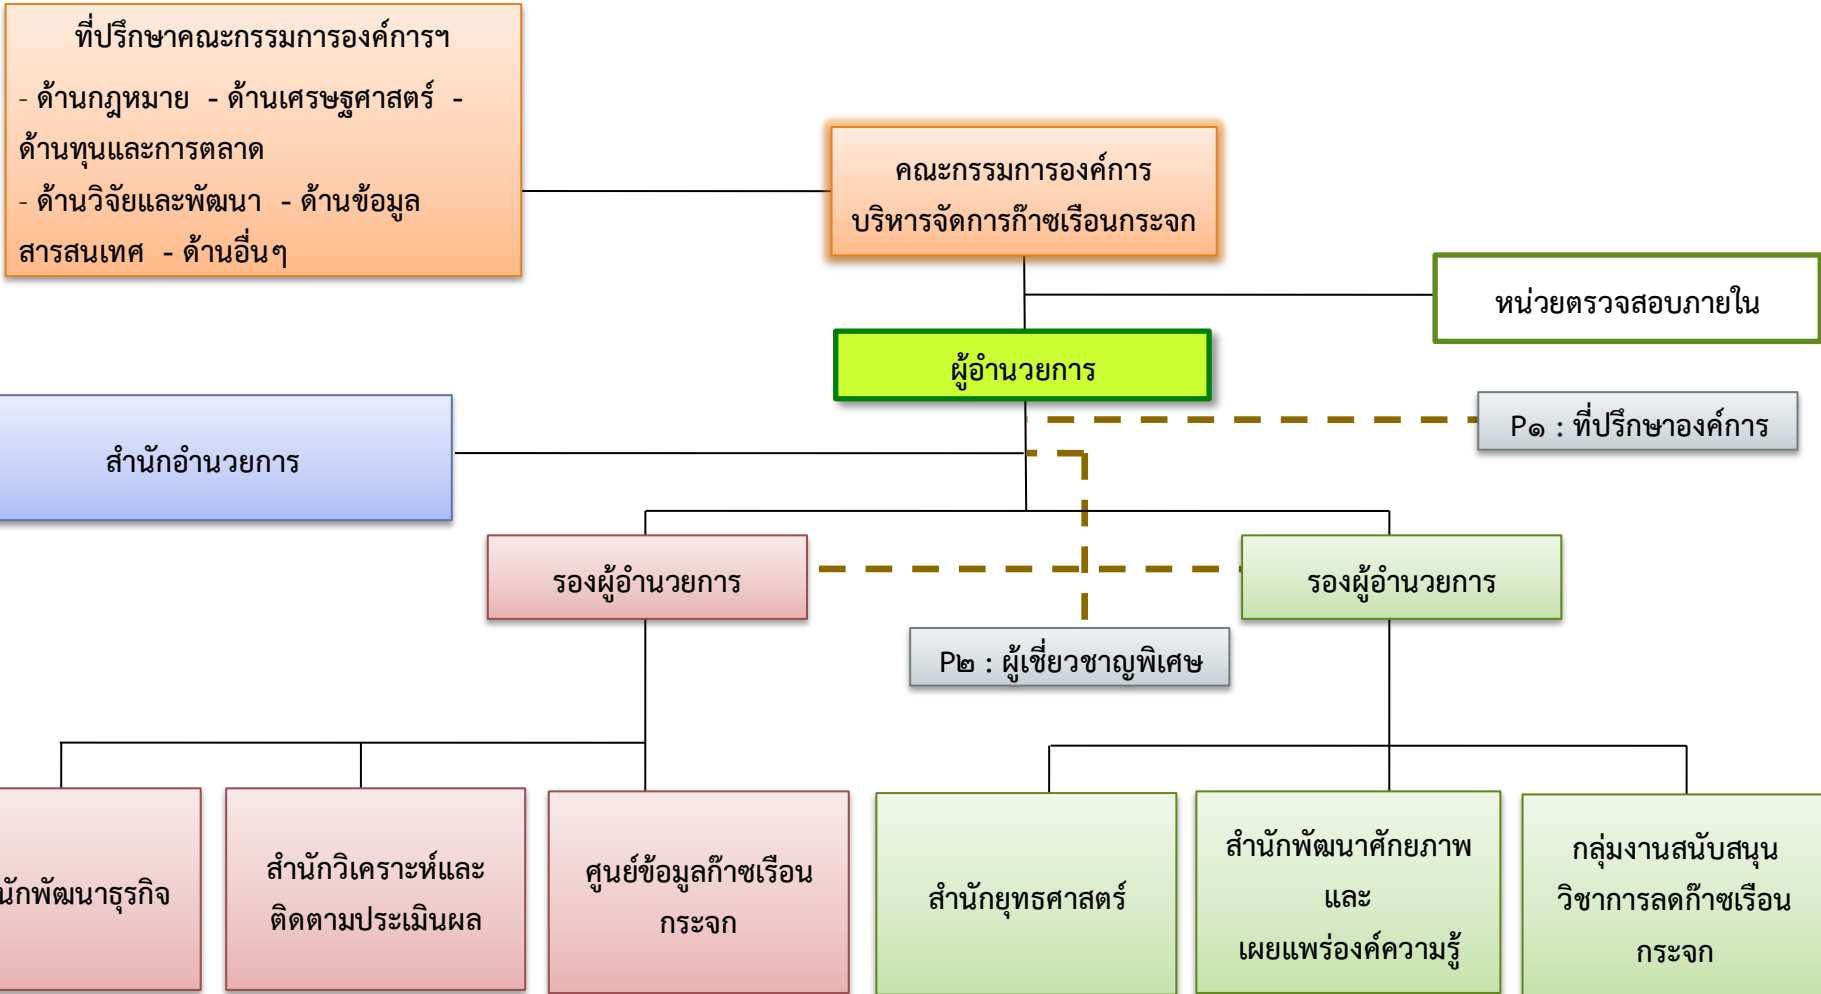 ที่ปรึกษาคณะกรรมการองค์การฯ
- ด้านกฎหมาย - ด้านเศรษฐศาสตร์ -
ด้านทุนและการตลาด
- ด้านวิจัยและพัฒนา - ด้านข้อมูล
สารสนเทศ - ด้านอื่นๆ
คณะกรรมการองค์การ
บริหารจัดการก๊าซเรือนกระจก
หน่วยตรวจสอบภายใน
ผู้อำนวยการ
P๑ : ที่ปรึกษาองค์การ
สำนักอำนวยการ
รองผู้อำนวยการ
รองผู้อำนวยการ
P๒ : ผู้เชี่ยวชาญพิเศษ
นักพัฒนาธุรกิจ
สำนักวิเคราะห์และ
ติดตามประเมินผล
ศูนย์ข้อมูลก๊าซเรือน
กระจก
สำนักยุทธศาสตร์
สำนักพัฒนาศักยภาพ
และ
เผยแพร่องค์ความรู้
กลุ่มงานสนับสนุน
วิชาการลดก๊าซเรือน
กระจก